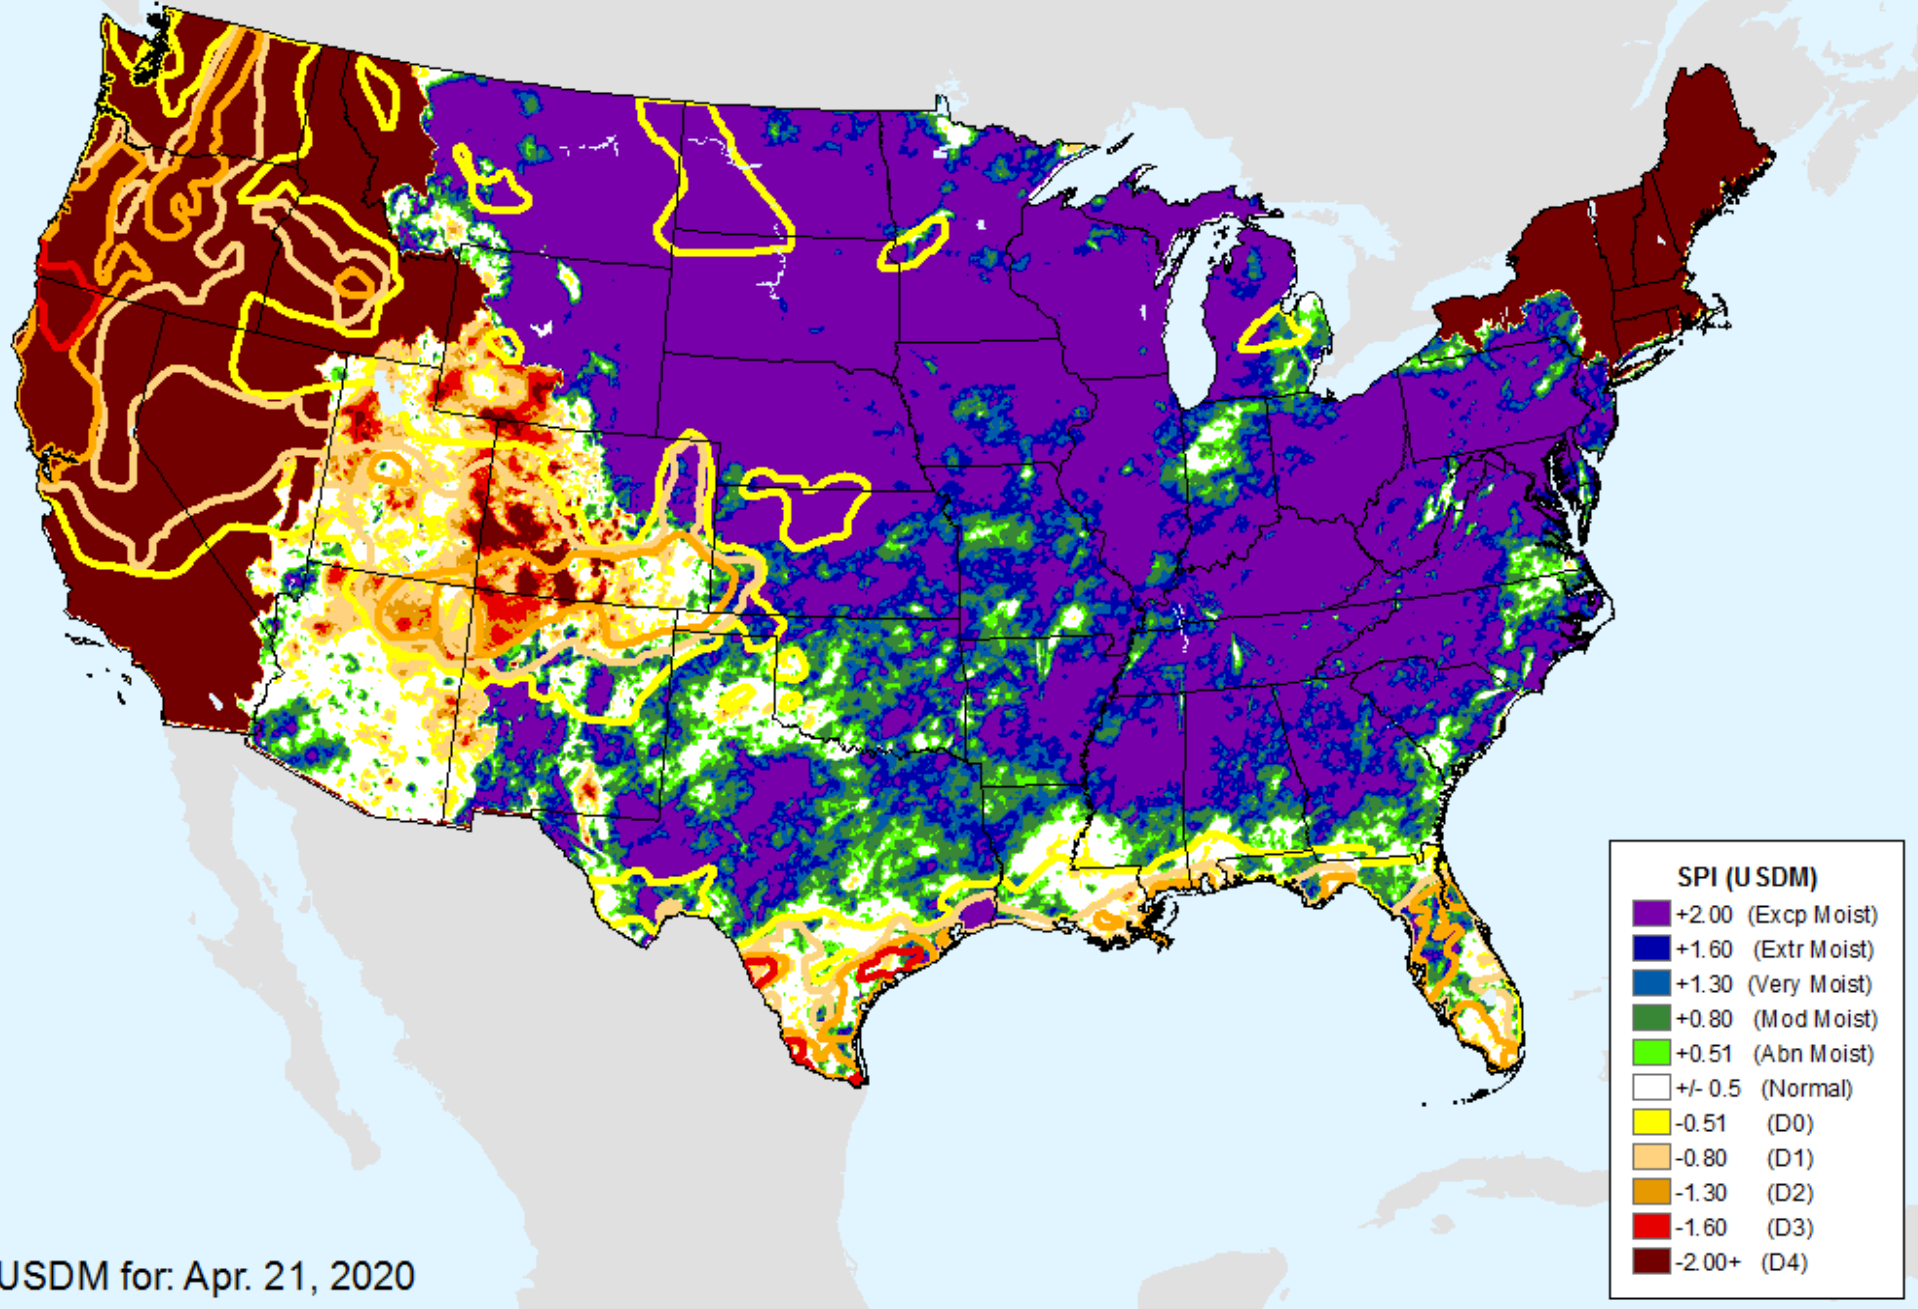 SPI (USDM)
+2.00 (Excp Moist)
+1.60 (Extr Moist)
+1.30 (Very Moist)
+0.80 (Mod Moist)
+0.51 (Abn Moist)
+/- 0.5 (Normal)
-0.51 (D0)
-0.80 (D1)
-1.30 (D2)
-1.60 (D3)
-2.00+ (D4)
USDM for: Apr. 21, 2020